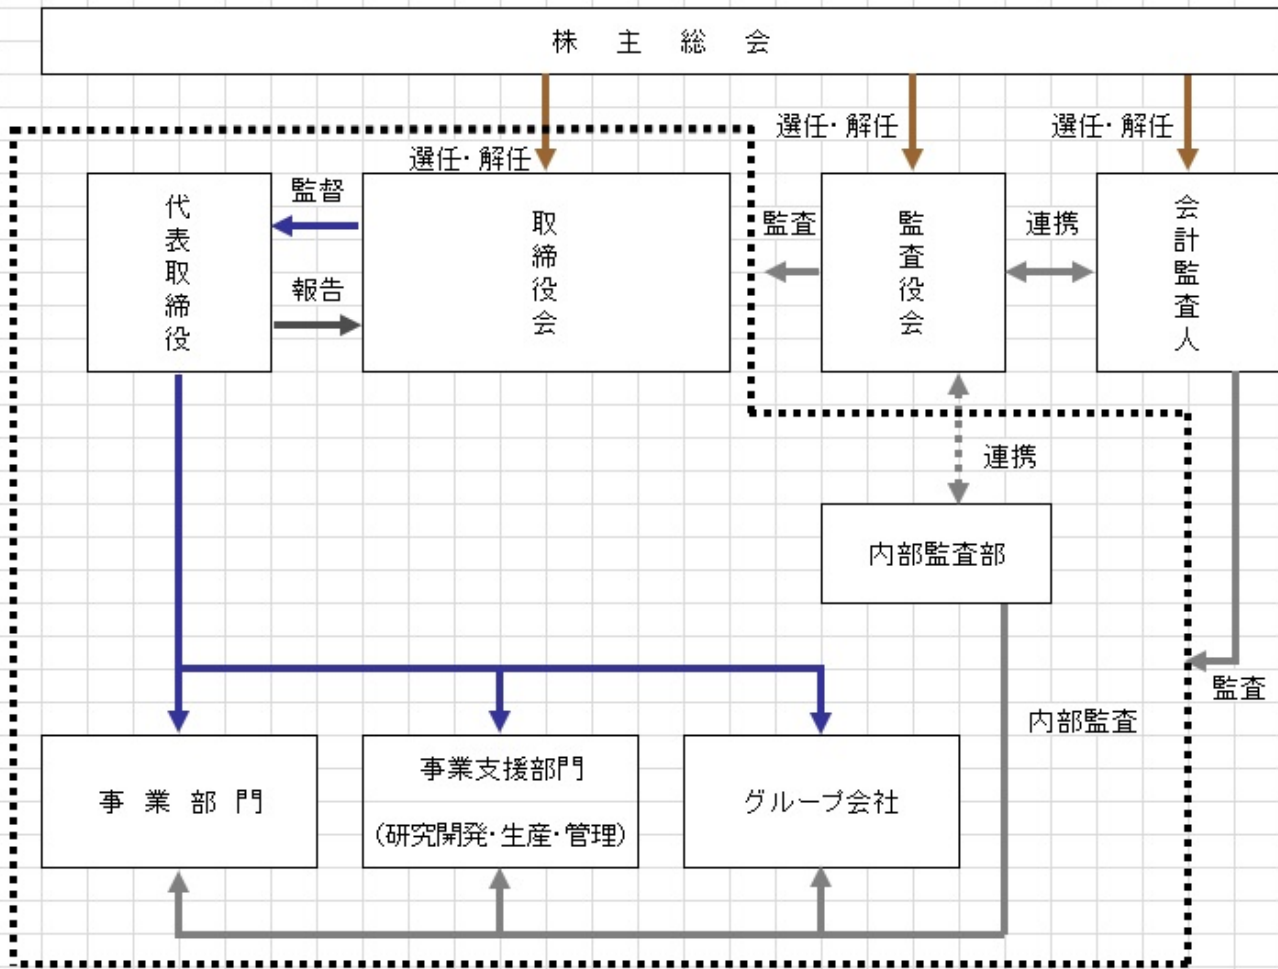 株主総会
選任・解任
選任・解任
選任・解任
代表取締役
監督
報告
取締役会
監査
監査役会
連携
会計監査人
連携
内部監査部
監査
内部監査
事業部門
事業支援部門
(研究開発・生産・管理)
グループ会社